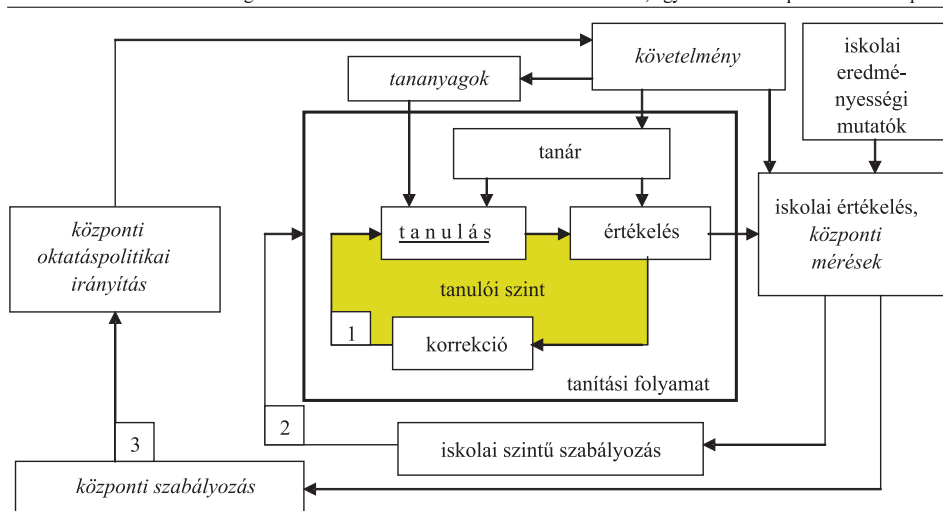 követelmény
iskolai
eredmé-
nyességi
mutatók
tananyagok
tanár
központi
oktatáspolitikai
irányítás
tanulás
értékelés
iskolai értékelés,
központi
mérések
tanulói szint
1
korrekció
tanítási folyamat
2
iskolai szintű szabályozás
3
központi szabályozás